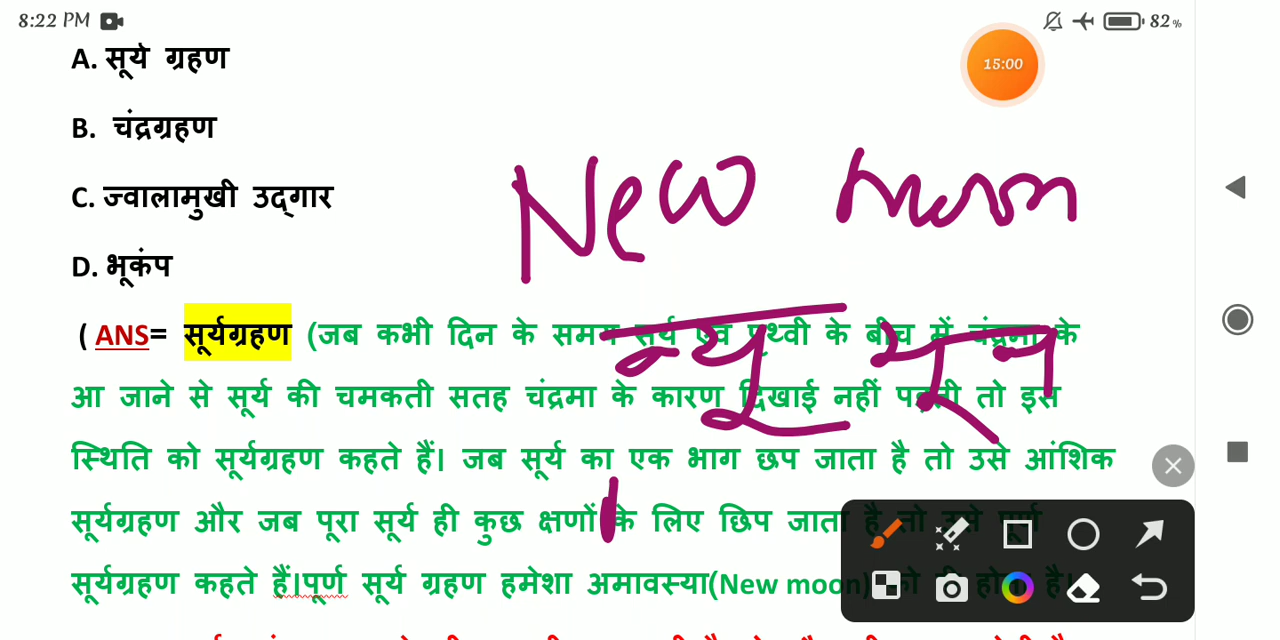 8:22 PM
82%
15:00
A. सूर्य ग्रहण
B. चंद्रग्रहण
C. ज्वालामुखी उद्‌गार
D. भूकंप
New moon
( ANS= सूर्यग्रहण (जब कभी दिन के समय सूर्य एवं पृथ्वी के बीच में चंद्रमा के
न्यू मून
आ जाने से सूर्य की चमकती सतह चंद्रमा के कारण दिखाई नहीं पड़ती तो इस
स्थिति को सूर्यग्रहण कहते हैं। जब सूर्य का एक भाग छप जाता है तो उसे आंशिक
सूर्यग्रहण और जब पूरा सूर्य ही कुछ क्षणों के लिए छिप जाता है तो उसे पूर्ण
सूर्यग्रहण कहते हैं।पूर्ण सूर्य ग्रहण हमेशा अमावस्या(New moon) को ही होता है।